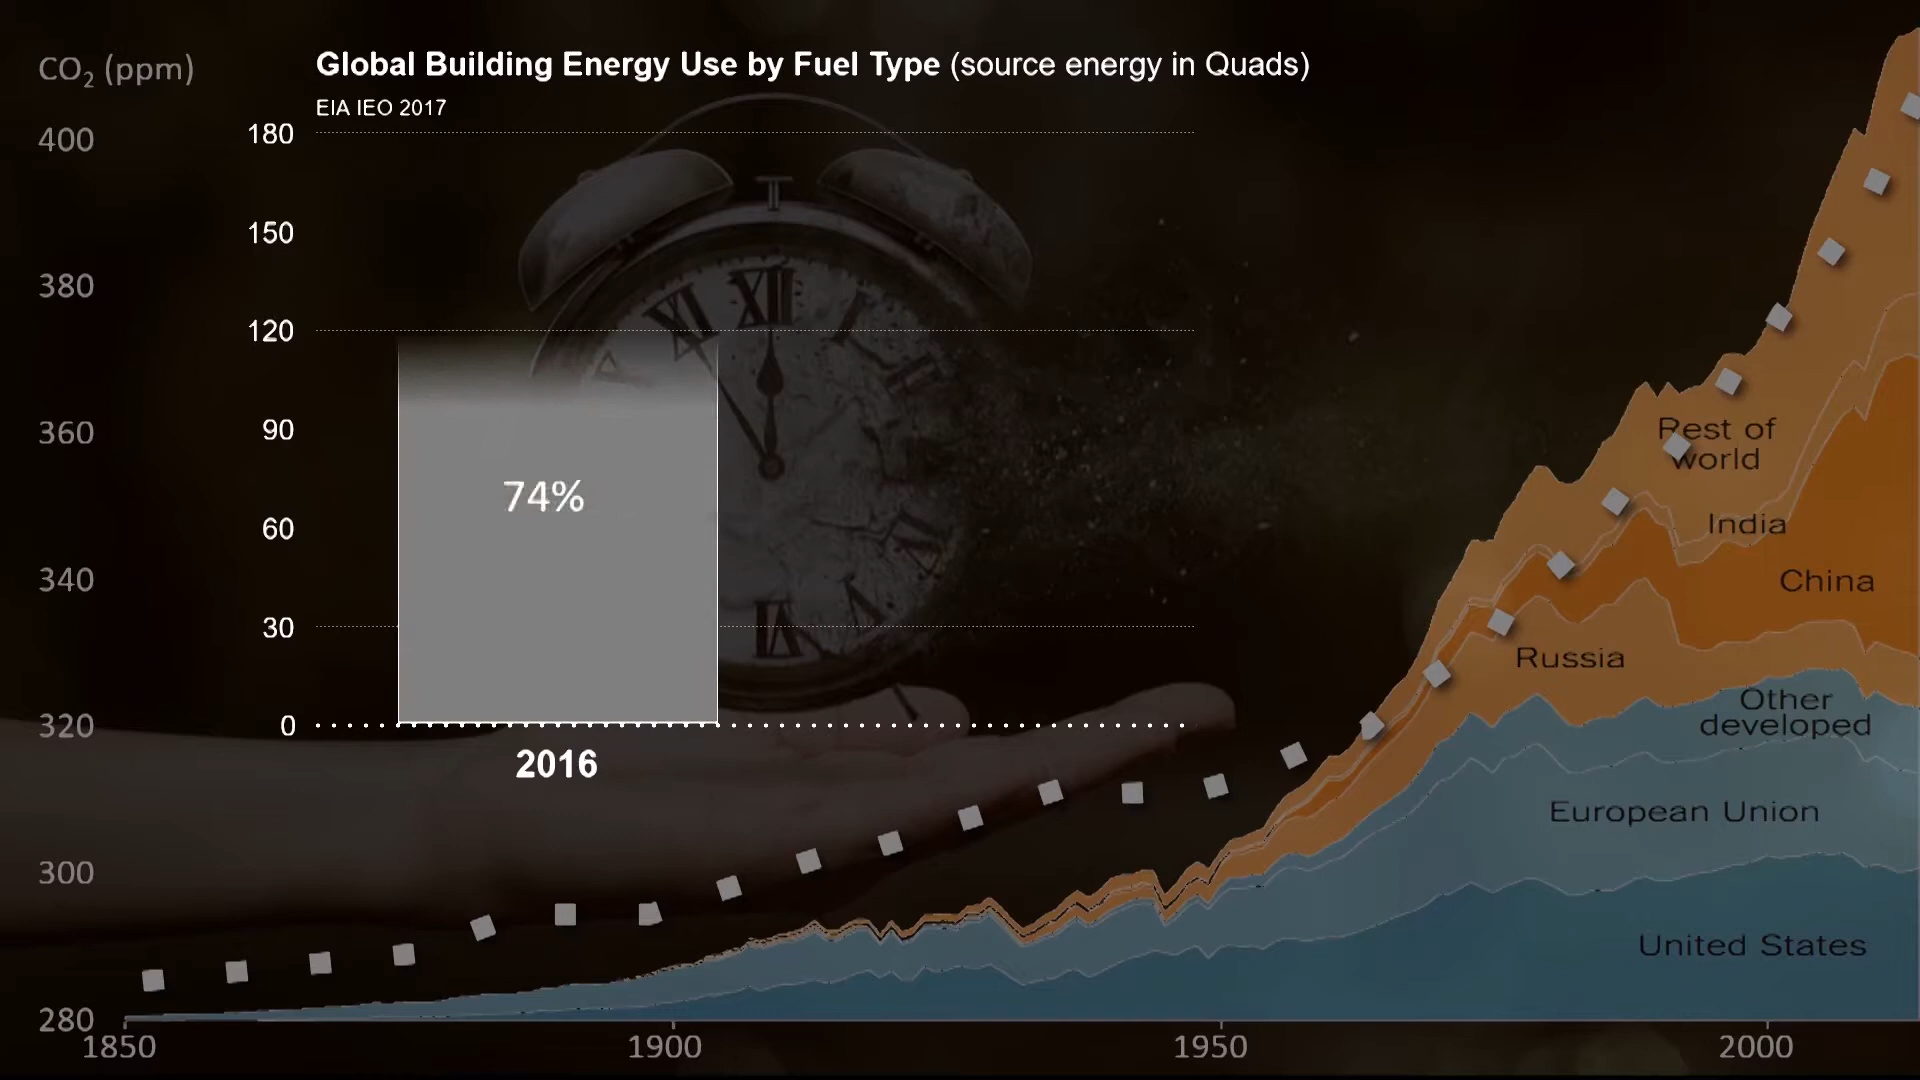 CO₂ (ppm)
400
380
360
340
320
300
280
Global Building Energy Use by Fuel Type (source energy in Quads)
EIA IEO 2017
180
150
120
90
60
30
0
74%
2016
XI
XII
I
Rest of
world
India
China
Russia
Other
developed
European Union
United States
1850
1900
1950
2000